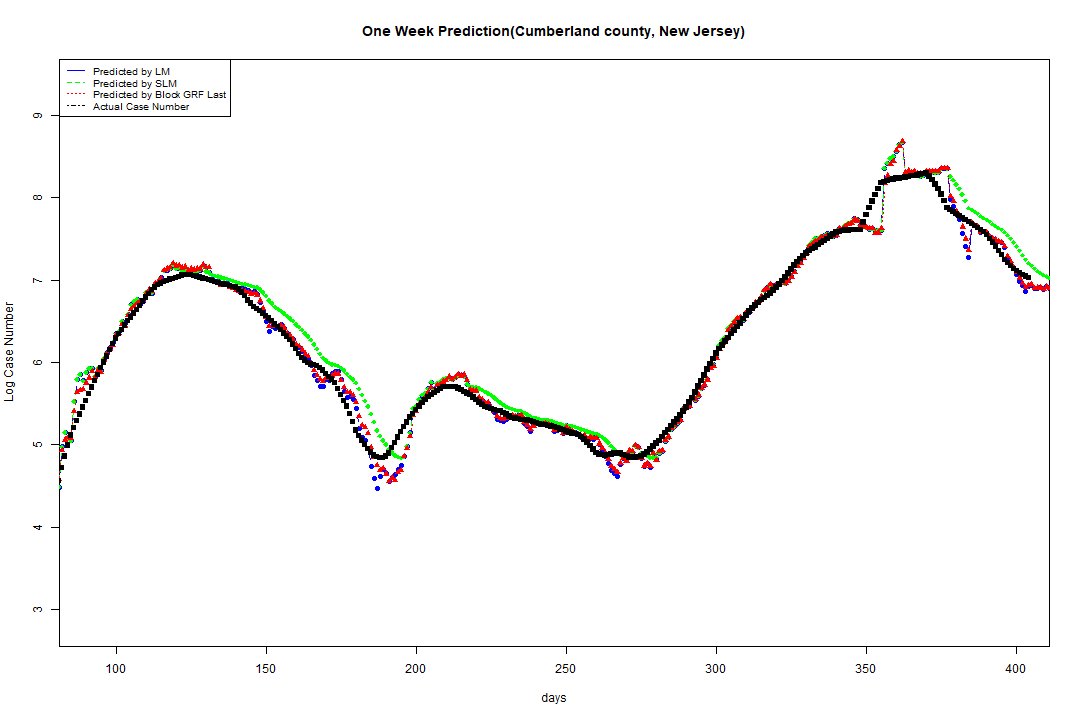 One Week Prediction(Cumberland county, New Jersey)
Predicted by LM
Predicted by SLM
Predicted by Block GRF Last
Actual Case Number
Log Case Number
9
8
7
6
5
4
3
100 150 200 250 300 350 400
days